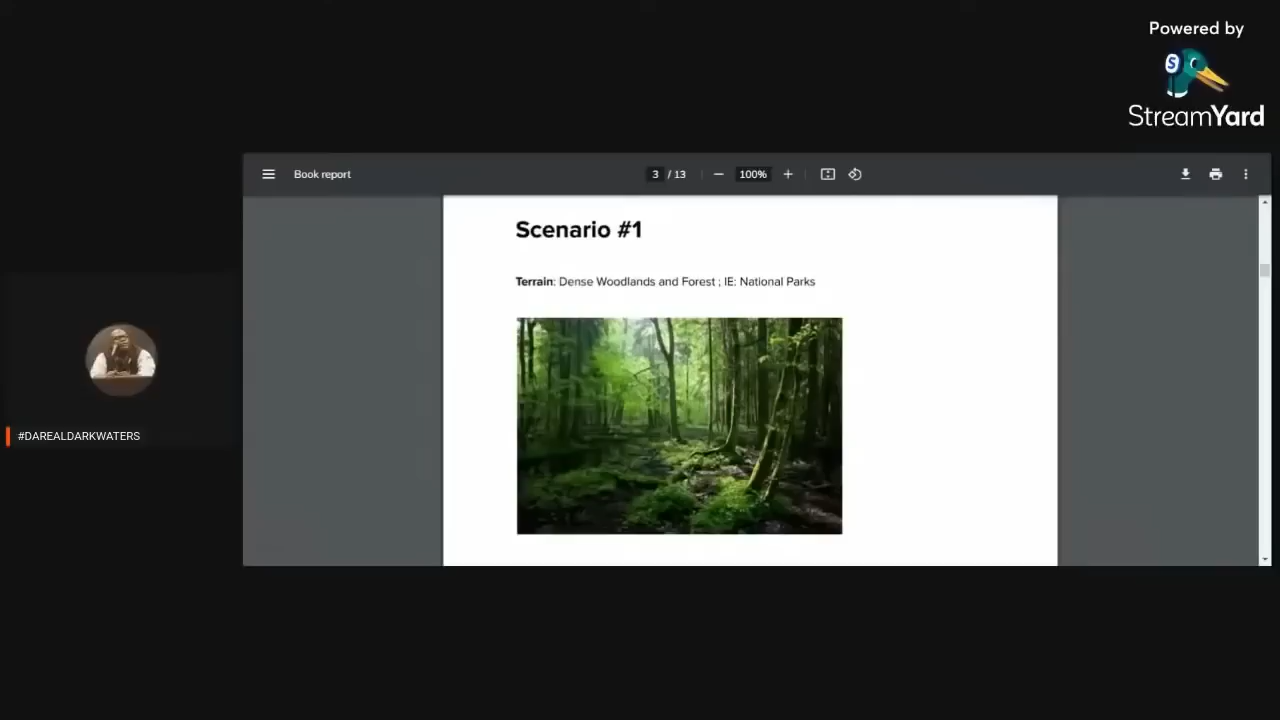 Powered by
StreamYard
Book report
3 / 13
100%
Scenario #1
Terrain: Dense Woodlands and Forest ; IE: National Parks
#DAREALDARKWATERS